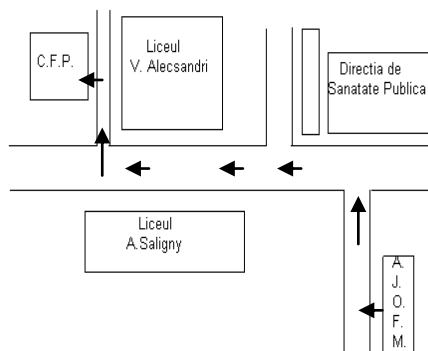 C.F.P.
Liceul
V. Alecsandri
Directia de
Sanatate Publica
Liceul
A.Saligny
A.
J.
O.
F.
M.